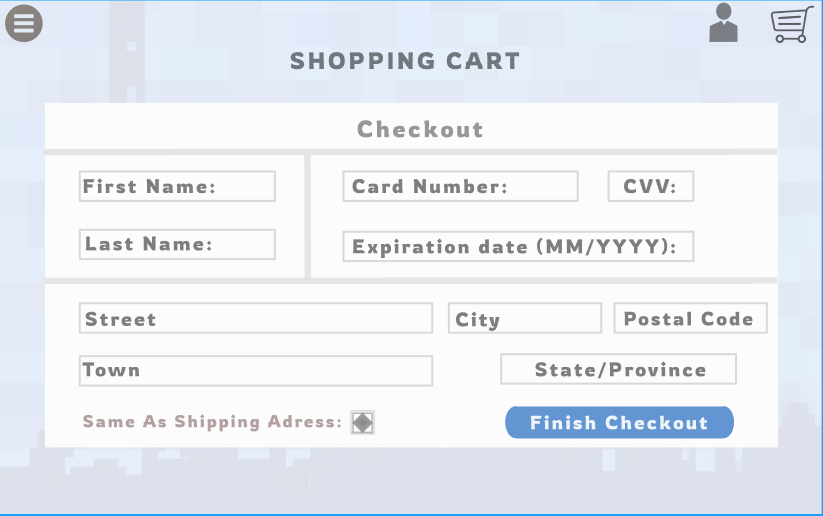 SHOPPING CART
Checkout
First Name:
Card Number:
CVV:
Last Name:
Expiration date (MM/YYYY):
Street
City
Postal Code
Town
State/Province
Same As Shipping Adress:
Finish Checkout